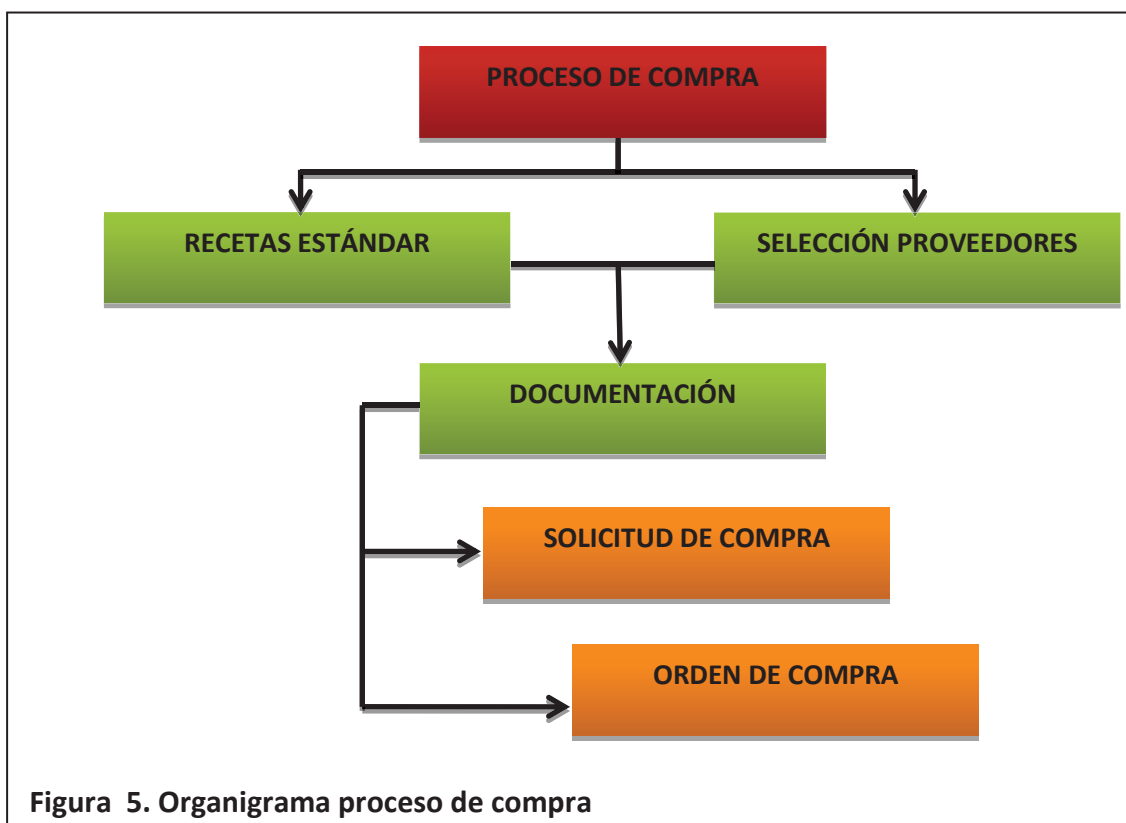 PROCESO DE COMPRA
RECETAS ESTÁNDAR
SELECCIÓN PROVEEDORES
DOCUMENTACIÓN
SOLICITUD DE COMPRA
ORDEN DE COMPRA
Figura 5. Organigrama proceso de compra